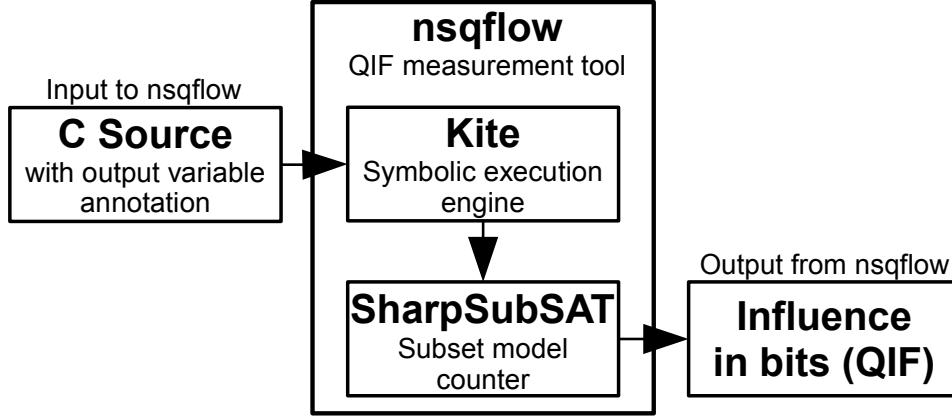 nsqflow
QIF measurement tool
Input to nsqflow
C Source
with output variable
annotation
Kite
Symbolic execution
engine
SharpSubSAT
Subset model
counter
Output from nsqflow
Influence
in bits (QIF)